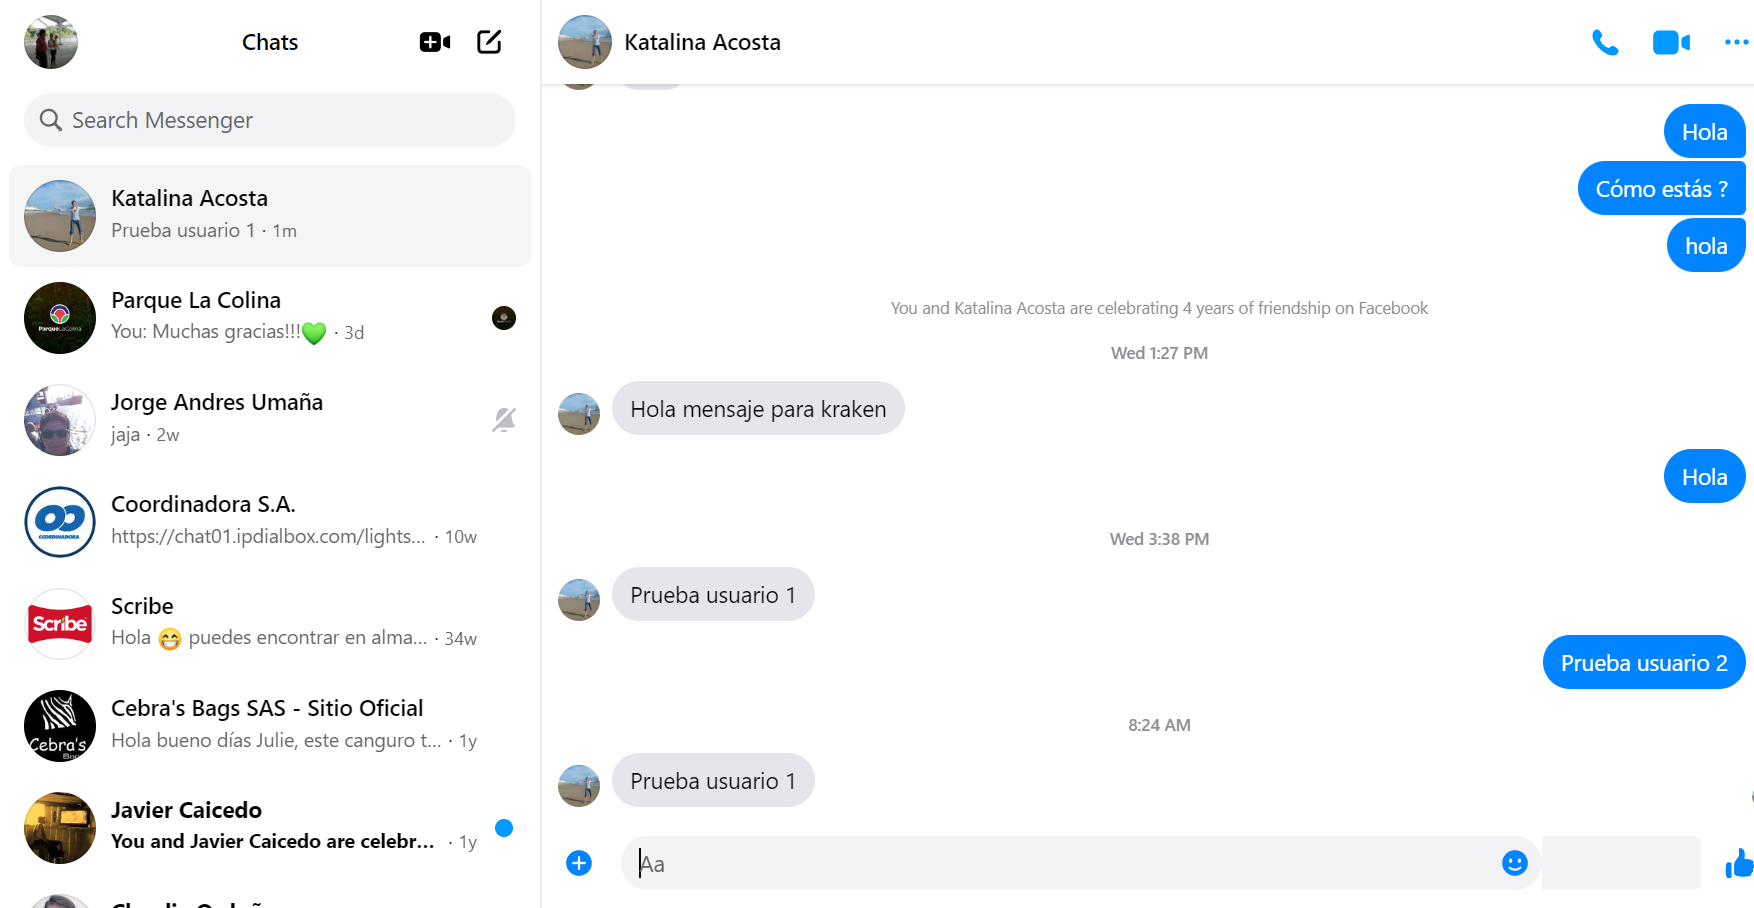 Chats
Search Messenger
Katalina Acosta
Prueba usuario 1 · 1m
Parque La Colina
You: Muchas gracias!!!💚 · 3d
ParqueLaColina
Jorge Andres Umaña
jaja · 2w
Coordinadora S.A.
https://chat01.ipdialbox.com/lights... · 10w
COORDINADORA
Scribe
Scribe
Hola 😁 puedes encontrar en alma... · 34w
Cebra's Bags SAS - Sitio Oficial
Hola bueno días Julie, este canguro t... · 1y
Cebra's
Javier Caicedo
You and Javier Caicedo are celebr... · 1y
Katalina Acosta
Hola
Cómo estás ?
hola
You and Katalina Acosta are celebrating 4 years of friendship on Facebook
Wed 1:27 PM
Hola mensaje para kraken
Hola
Wed 3:38 PM
Prueba usuario 1
Prueba usuario 2
8:24 AM
Prueba usuario 1
Aa